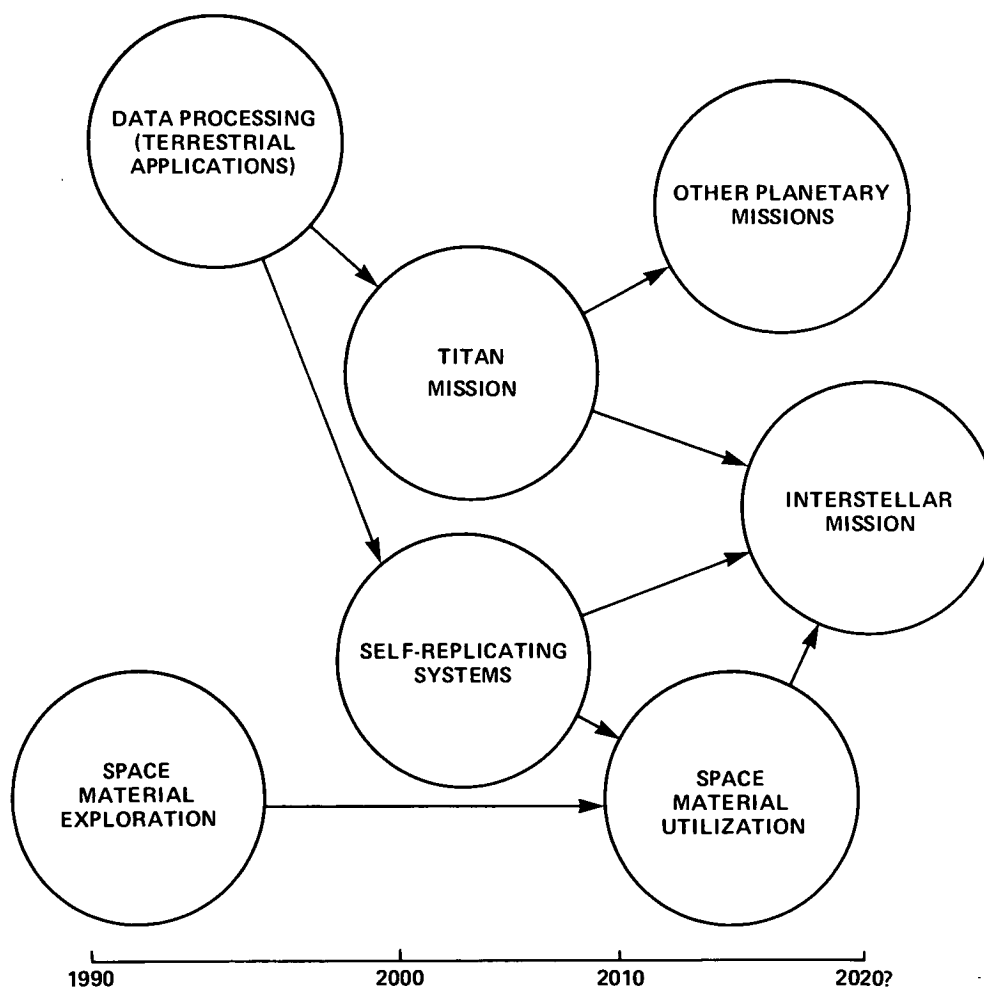 DATA PROCESSING
(TERRESTRIAL
APPLICATIONS)
OTHER PLANETARY
MISSIONS
TITAN
MISSION
INTERSTELLAR
MISSION
SELF-REPLICATING
SYSTEMS
SPACE
MATERIAL
EXPLORATION
SPACE
MATERIAL
UTILIZATION
1990 2000 2010 2020?